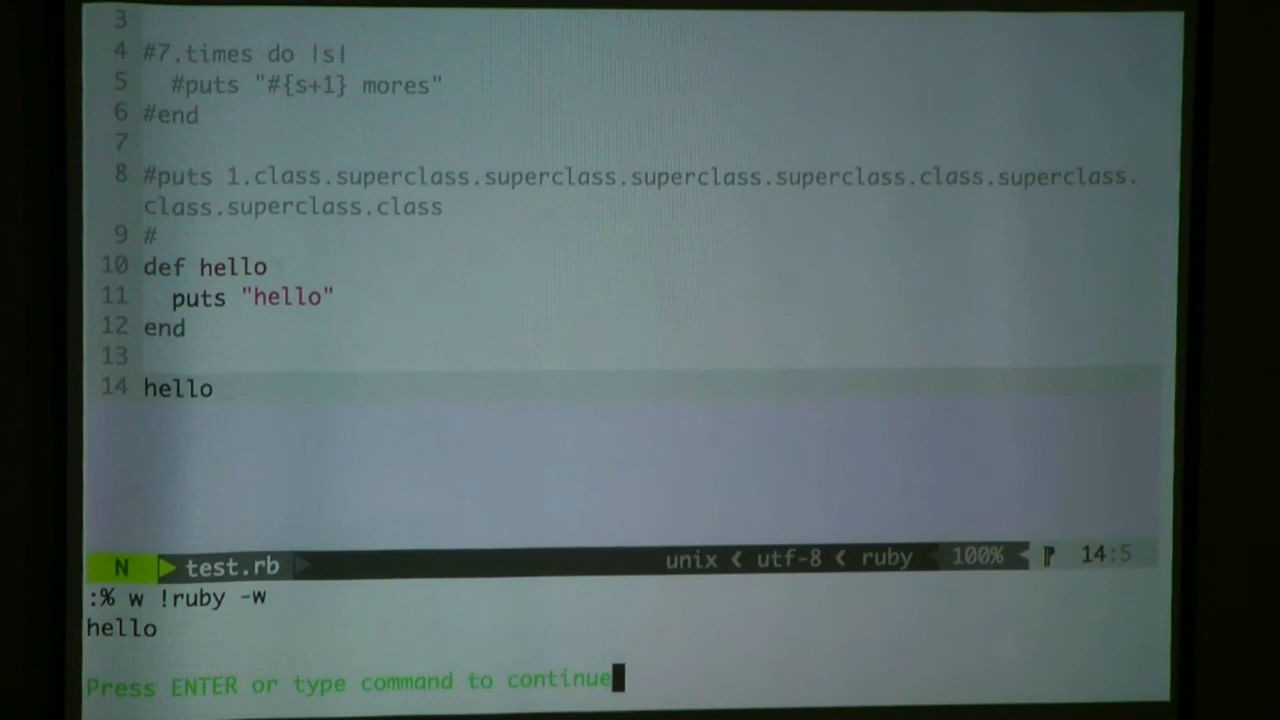 3
4 #7.times do |s|
5   #puts "#{s+1} mores"
6 #end
7
8 #puts 1.class.superclass.superclass.superclass.superclass.class.superclass.
class.superclass.class
9 #
10 def hello
11   puts "hello"
12 end
13
14 hello
N test.rb unix utf-8 ruby 100% 14:5
:% w !ruby -w
hello
Press ENTER or type command to continue